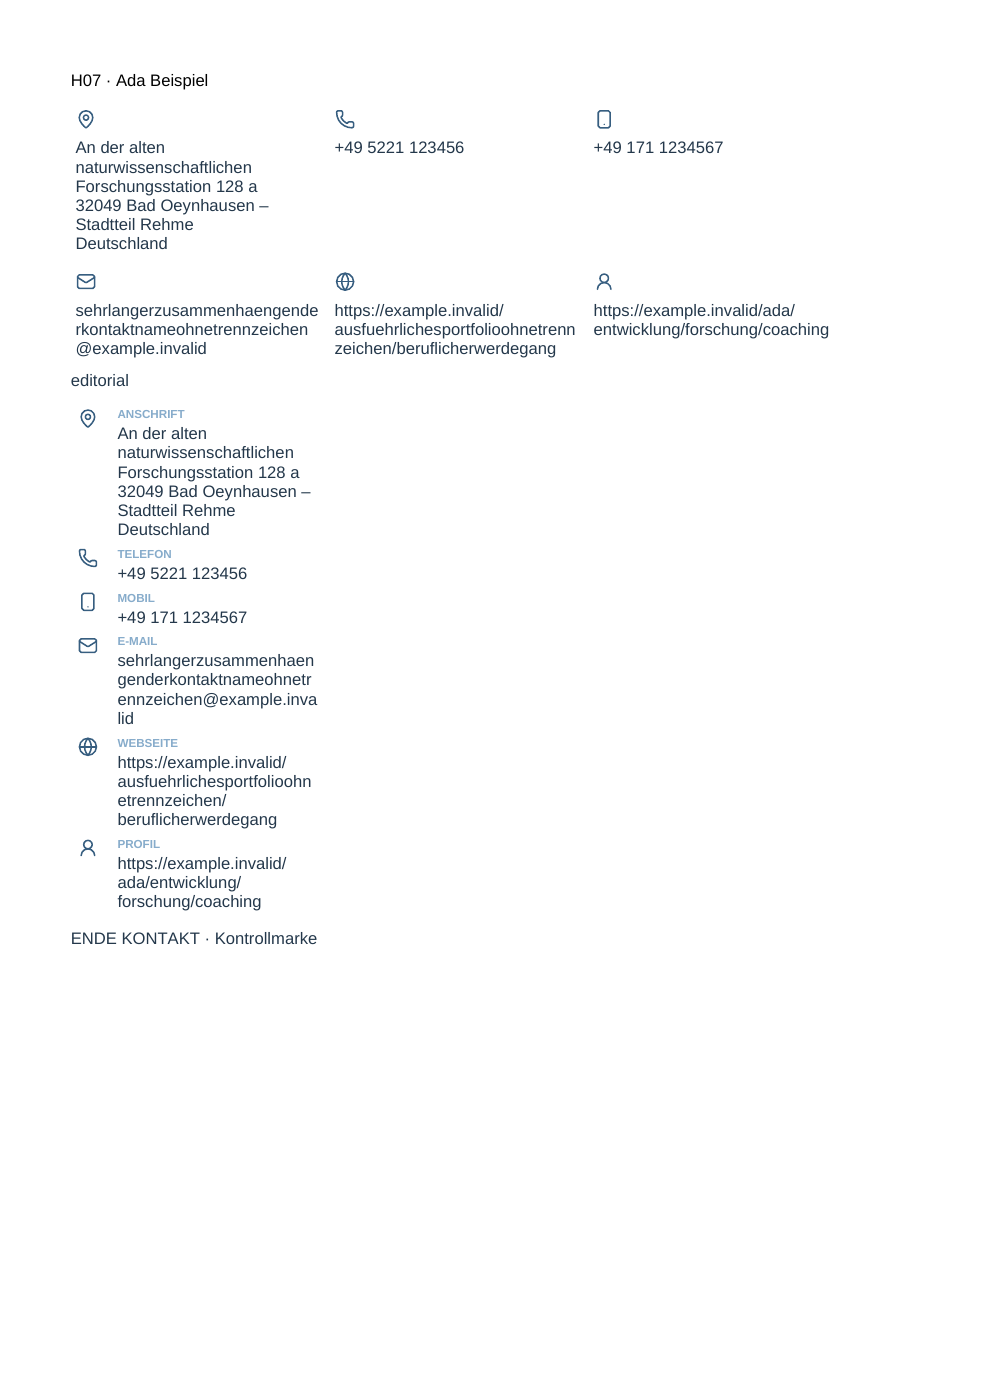 H07 · Ada Beispiel
An der alten
naturwissenschaftlichen
Forschungsstation 128 a
32049 Bad Oeynhausen –
Stadtteil Rehme
Deutschland
+49 5221 123456
+49 171 1234567
sehrlangerzusammenhaengende
rkontaktnameohnetrennzeichen
@example.invalid
https://example.invalid/
ausfuehrlichesportfolioohnetrenn
zeichen/beruflicherwerdegang
https://example.invalid/ada/
entwicklung/forschung/coaching
editorial
ANSCHRIFT
An der alten
naturwissenschaftlichen
Forschungsstation 128 a
32049 Bad Oeynhausen –
Stadtteil Rehme
Deutschland
TELEFON
+49 5221 123456
MOBIL
+49 171 1234567
E-MAIL
sehrlangerzusammenhaen
genderkontaktnameohnetr
ennzeichen@example.inva
lid
WEBSEITE
https://example.invalid/
ausfuehrlichesportfolioohn
etrennzeichen/
beruflicherwerdegang
PROFIL
https://example.invalid/
ada/entwicklung/
forschung/coaching
ENDE KONTAKT · Kontrollmarke